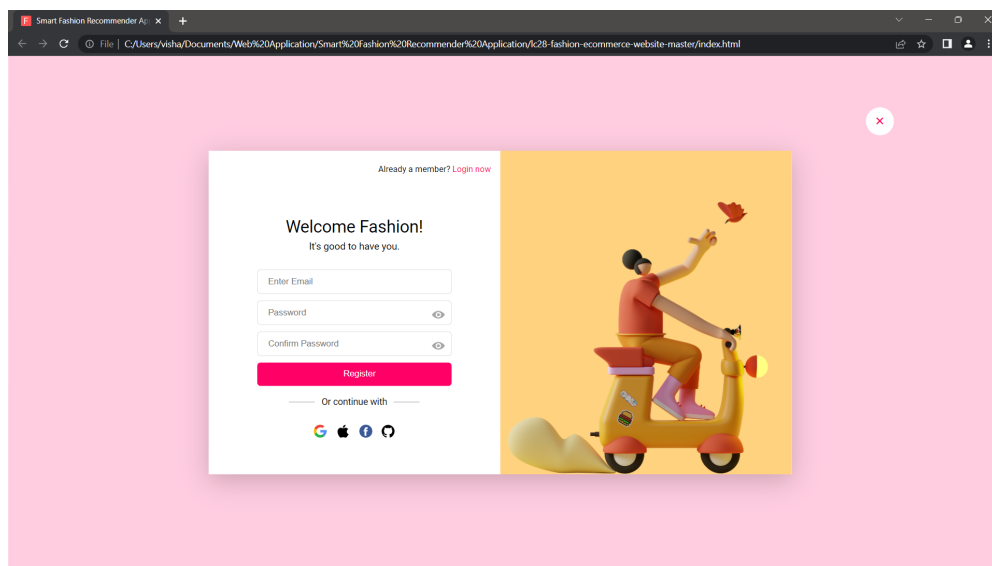 Smart Fashion Recommender Ap
File | C:/Users/visha/Documents/Web%20Application/Smart%20Fashion%20Recommender%20Application/lc28-fashion-ecommerce-website-master/index.html
Already a member? Login now
Welcome Fashion!
It's good to have you.
Enter Email
Password
Confirm Password
Register
Or continue with